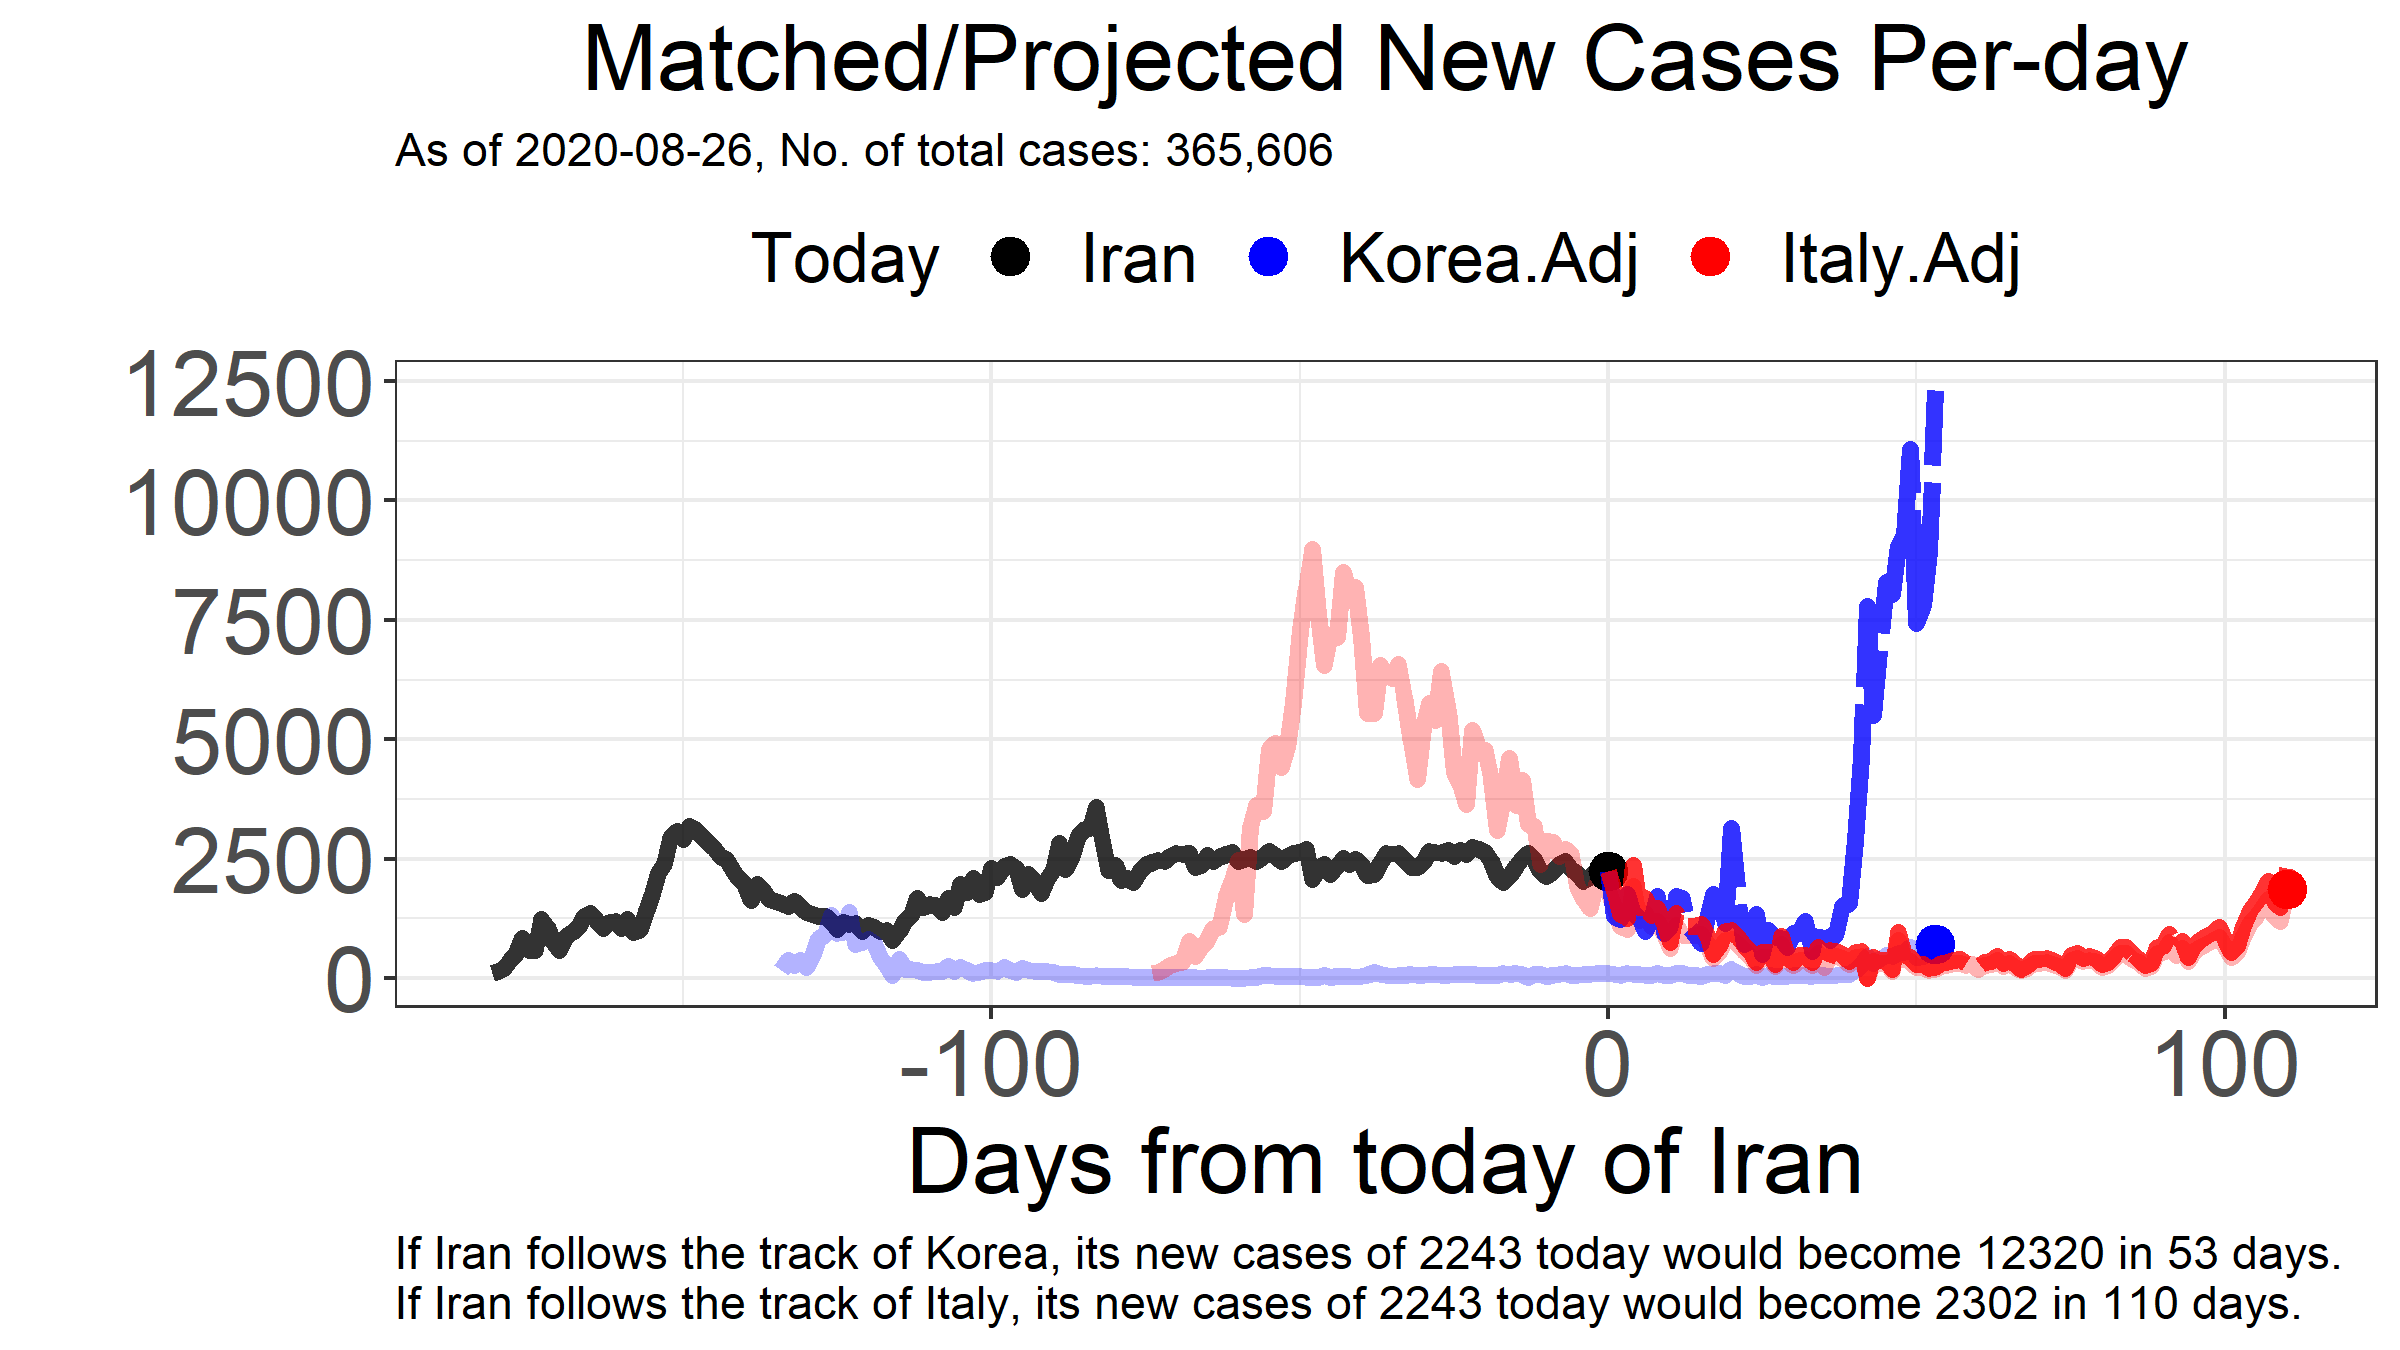 Matched/Projected New Cases Per-day
As of 2020-08-26, No. of total cases: 365,606
Today Iran Korea.Adj Italy.Adj
12500
10000
7500
5000
2500
0
-100 0 100
Days from today of Iran
If Iran follows the track of Korea, its new cases of 2243 today would become 12320 in 53 days.
If Iran follows the track of Italy, its new cases of 2243 today would become 2302 in 110 days.